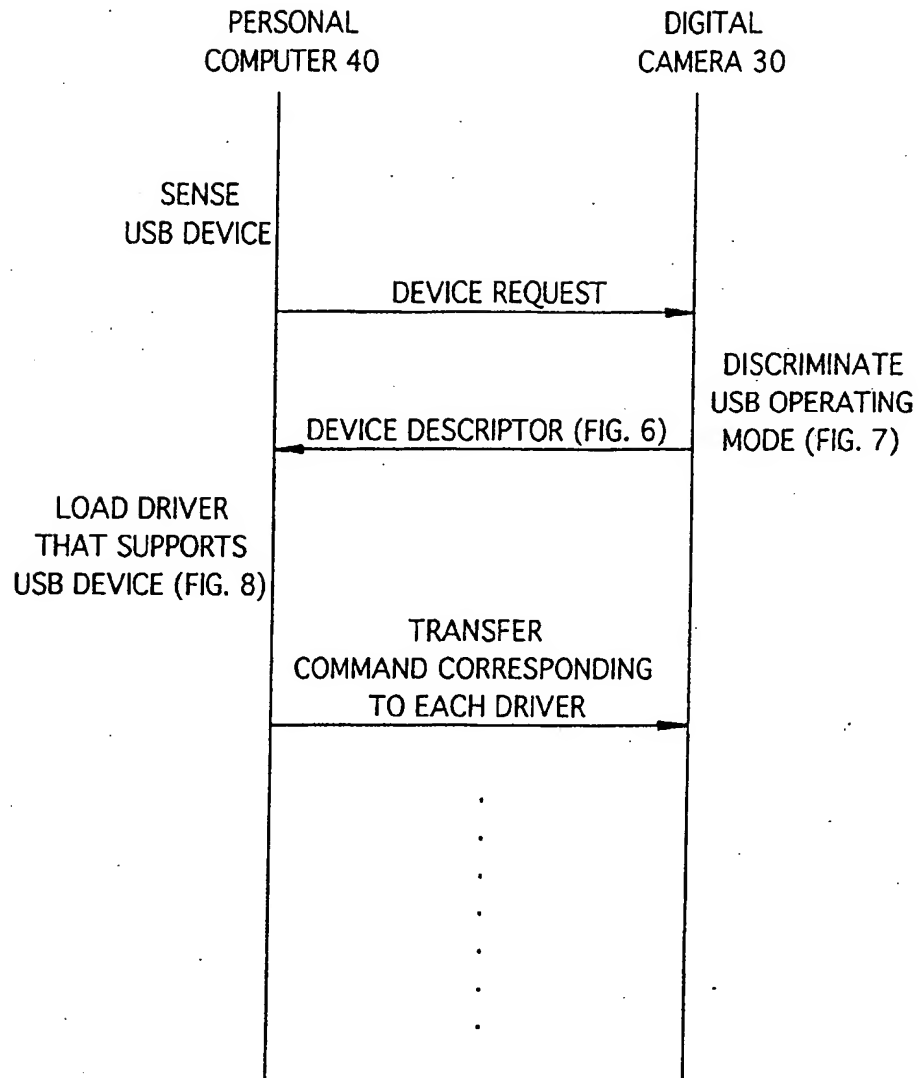 PERSONAL
COMPUTER 40
DIGITAL
CAMERA 30
SENSE
USB DEVICE
DEVICE REQUEST
DISCRIMINATE
USB OPERATING
MODE (FIG. 7)
DEVICE DESCRIPTOR (FIG. 6)
LOAD DRIVER
THAT SUPPORTS
USB DEVICE (FIG. 8)
TRANSFER
COMMAND CORRESPONDING
TO EACH DRIVER